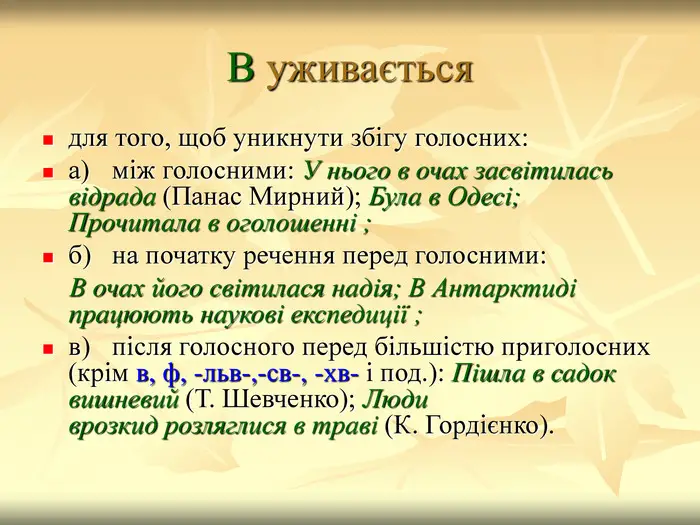 В уживається
для того, щоб уникнути збігу голосних:
а) між голосними: У нього в очах засвітилась
відрада (Панас Мирний); Була в Одесі;
Прочитала в оголошенні ;
б) на початку речення перед голосними:
В очах його світилася надія; В Антарктиді
працюють наукові експедиції ;
в) після голосного перед більшістю приголосних
(крім в, ф, -льв-,-св-, -хв- і под.): Пішла в садок
вишневий (Т. Шевченко); Люди
врозкид розляглися в траві (К. Гордієнко).